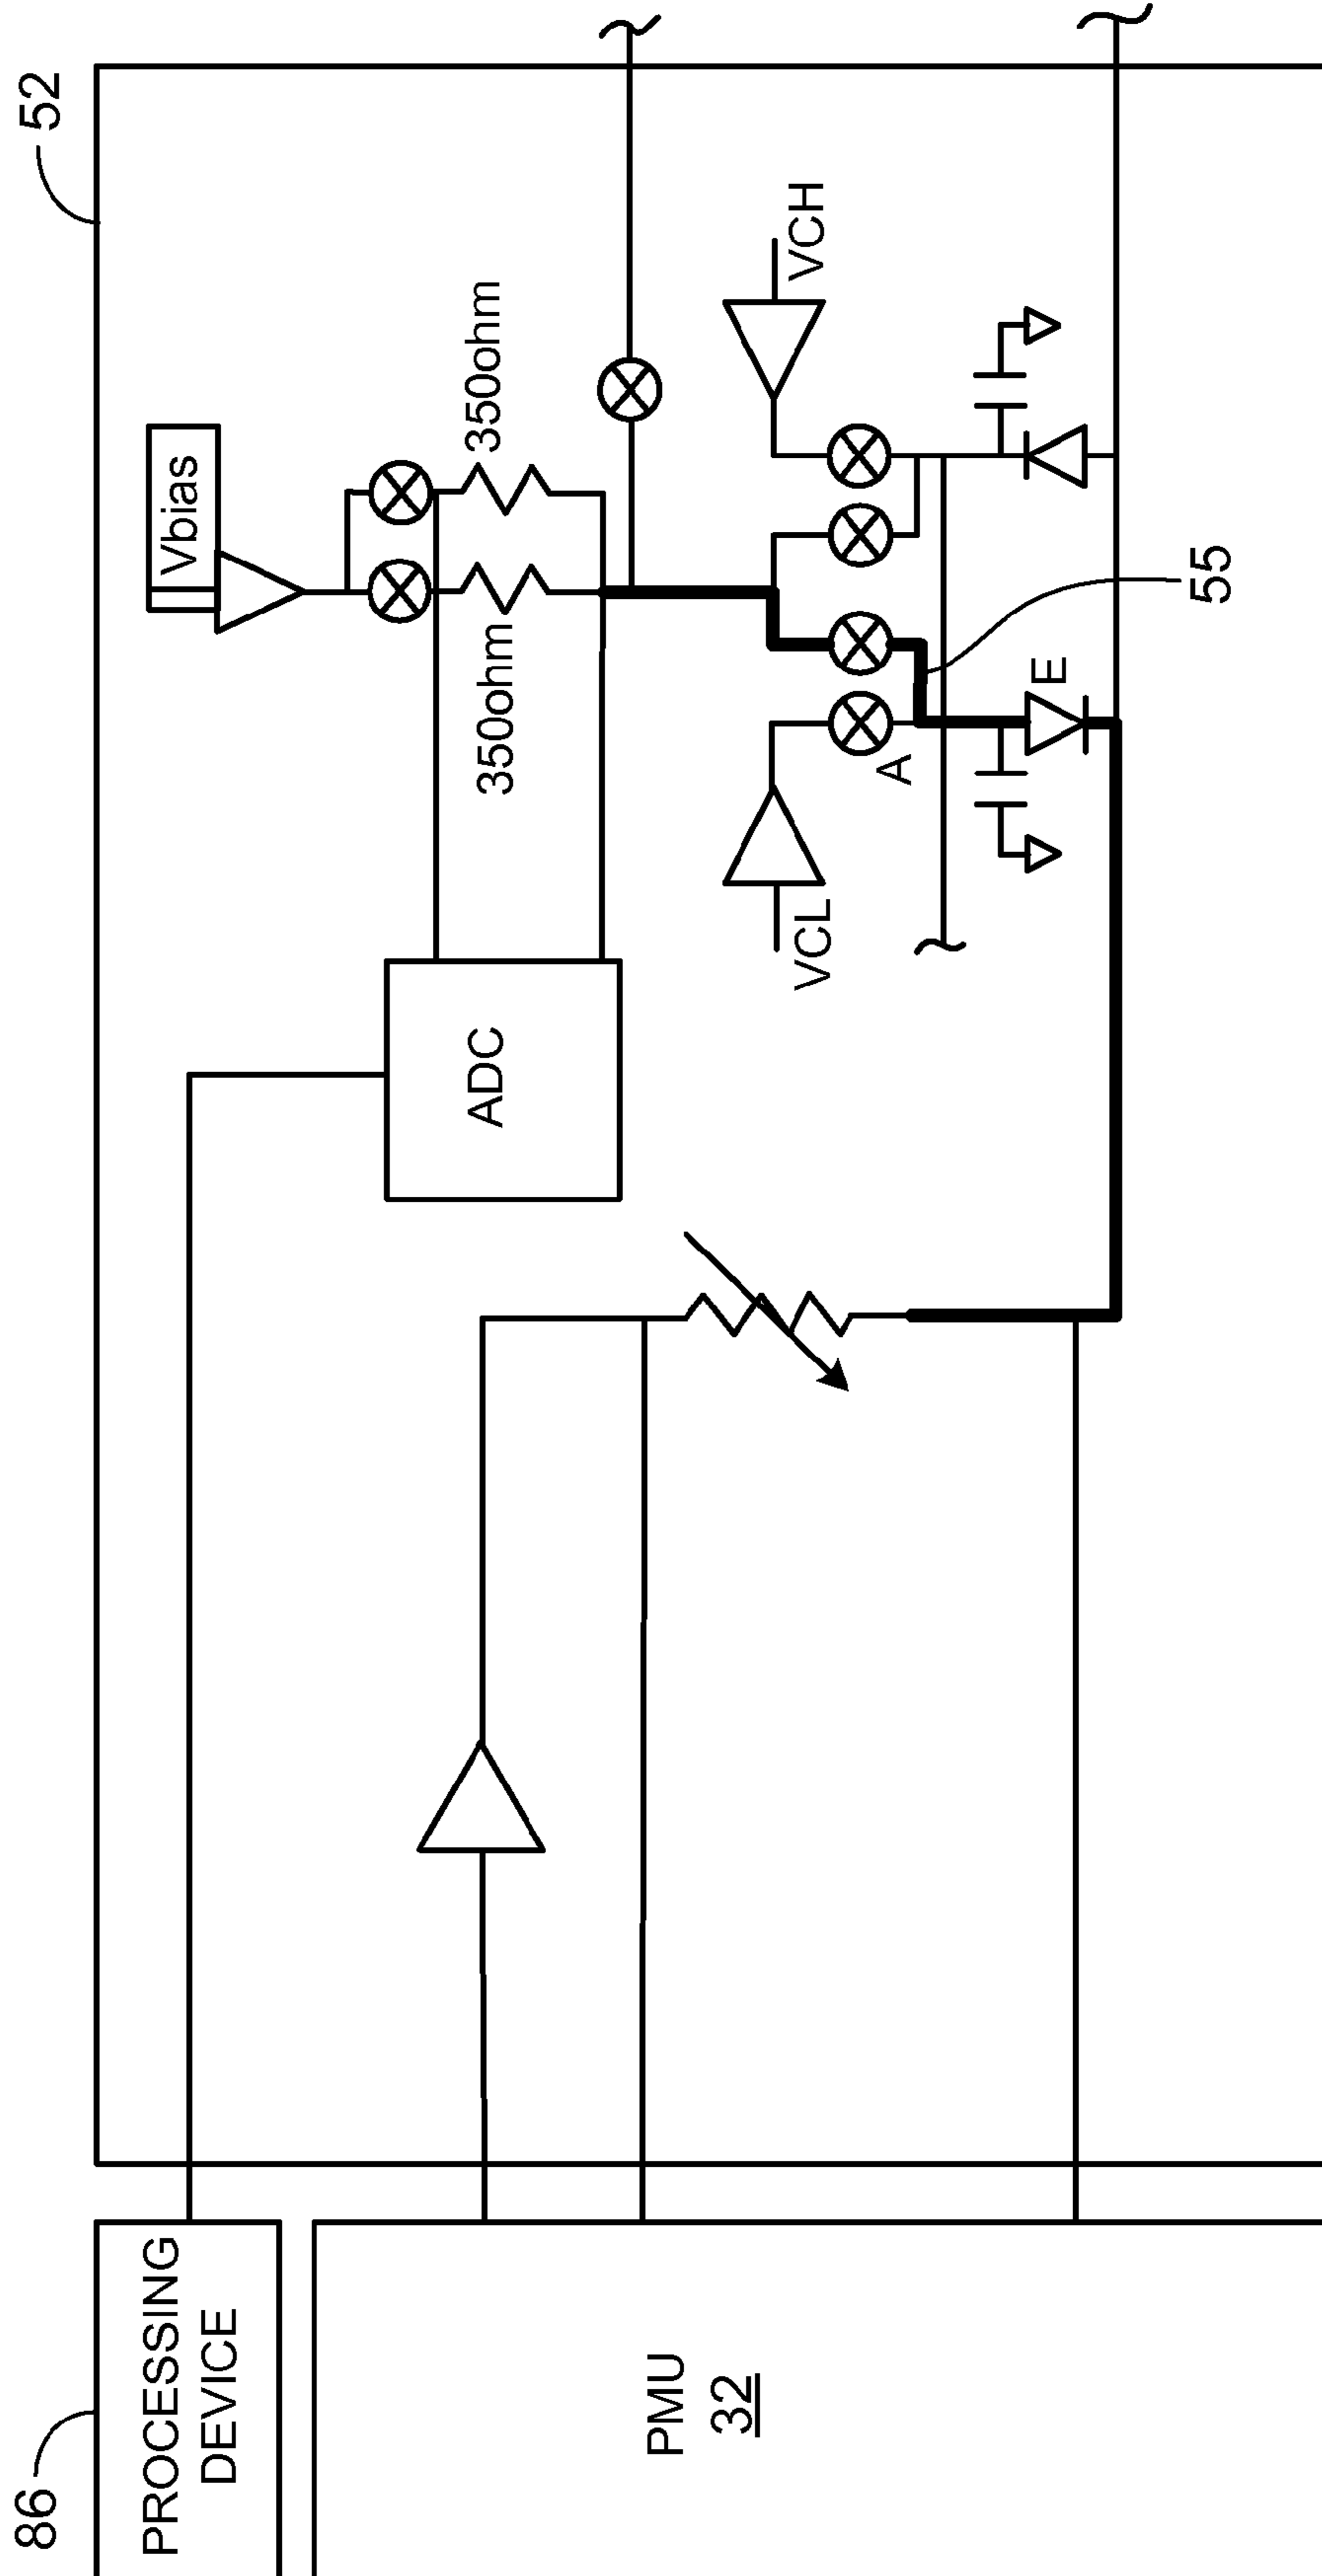 52
Vbias
350ohm
350ohm
VCH
ADC
VCL
A
E
55
86
PROCESSING
DEVICE
PMU
32